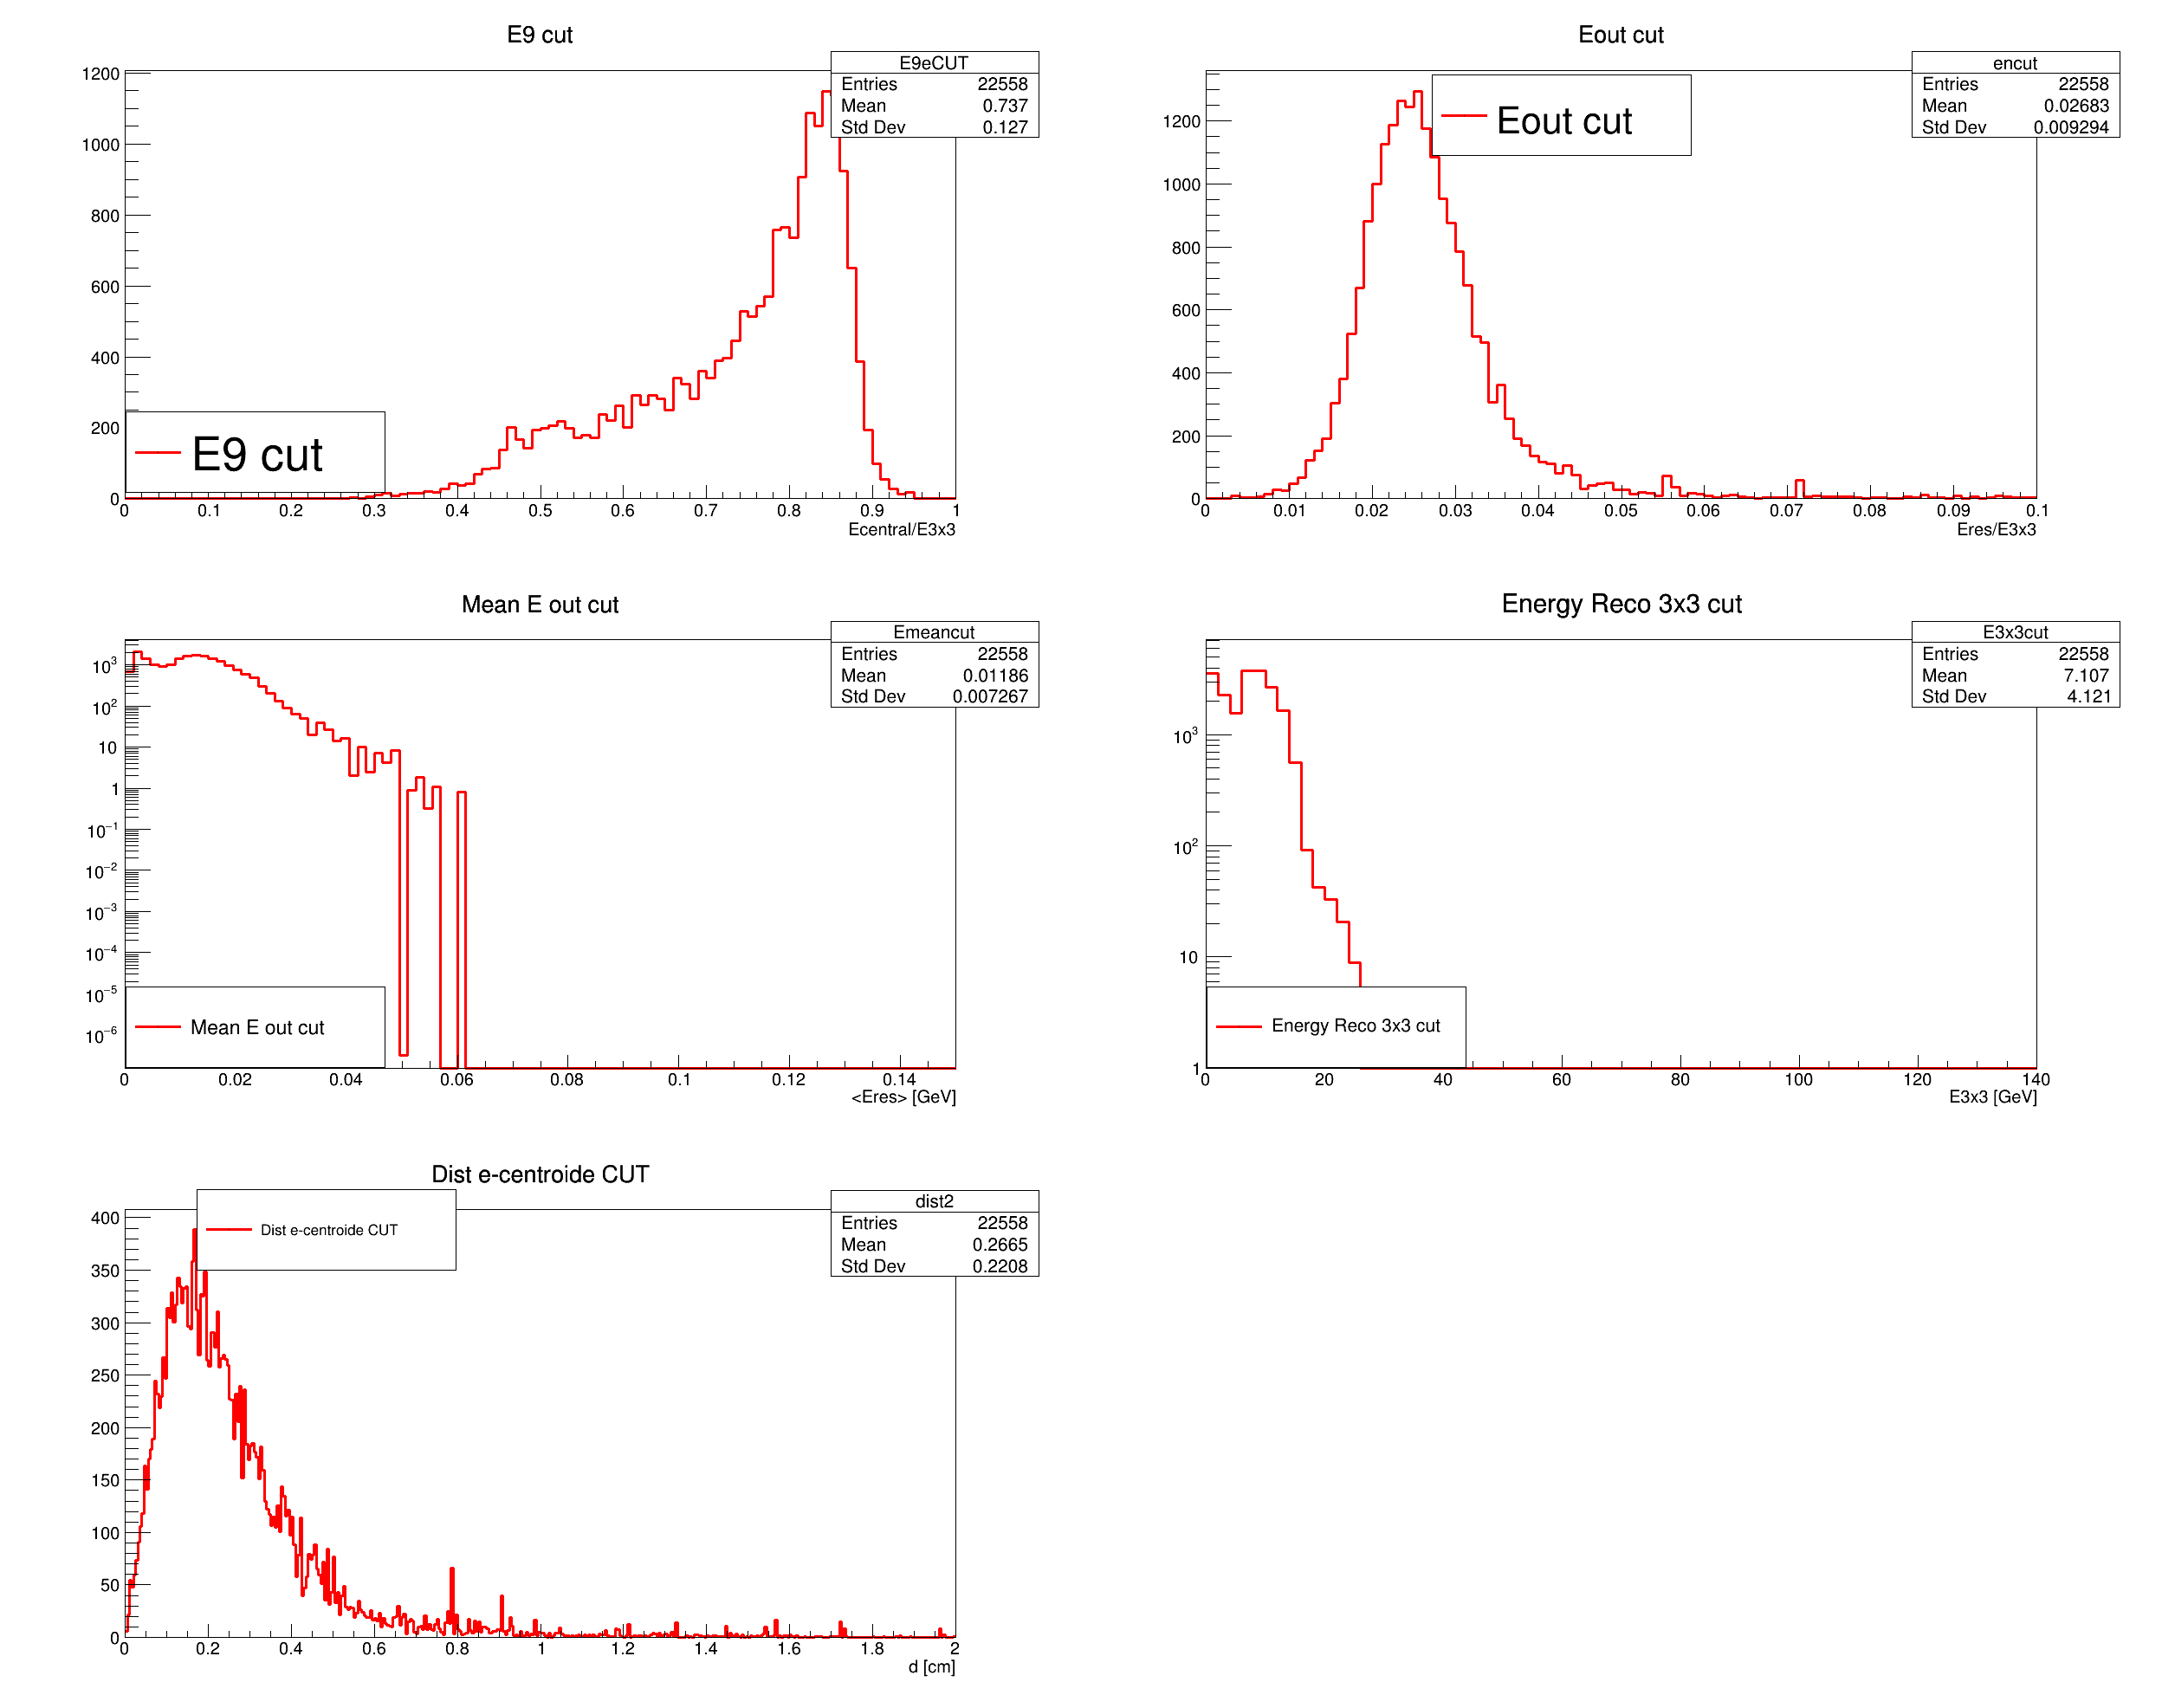 E9 cut
E9eCUT
Entries 22558
Mean 0.737
Std Dev 0.127
1200
1000
800
600
400
200
0
E9 cut
0 0.1 0.2 0.3 0.4 0.5 0.6 0.7 0.8 0.9 1
Ecentral/E3x3
Eout cut
encut
Entries 22558
Mean 0.02683
Std Dev 0.009294
Eout cut
1200
1000
800
600
400
200
0
0 0.01 0.02 0.03 0.04 0.05 0.06 0.07 0.08 0.09 0.1
Eres/E3x3
Mean E out cut
Emeancut
Entries 22558
Mean 0.01186
Std Dev 0.007267
10³
10²
10
1
10⁻¹
10⁻²
10⁻³
10⁻⁴
10⁻⁵
10⁻⁶
Mean E out cut
0 0.02 0.04 0.06 0.08 0.1 0.12 0.14
<Eres> [GeV]
Energy Reco 3x3 cut
E3x3cut
Entries 22558
Mean 7.107
Std Dev 4.121
10³
10²
10
1
Energy Reco 3x3 cut
0 20 40 60 80 100 120 140
E3x3 [GeV]
Dist e-centroide CUT
dist2
Entries 22558
Mean 0.2665
Std Dev 0.2208
Dist e-centroide CUT
400
350
300
250
200
150
100
50
0
0 0.2 0.4 0.6 0.8 1 1.2 1.4 1.6 1.8 2
d [cm]